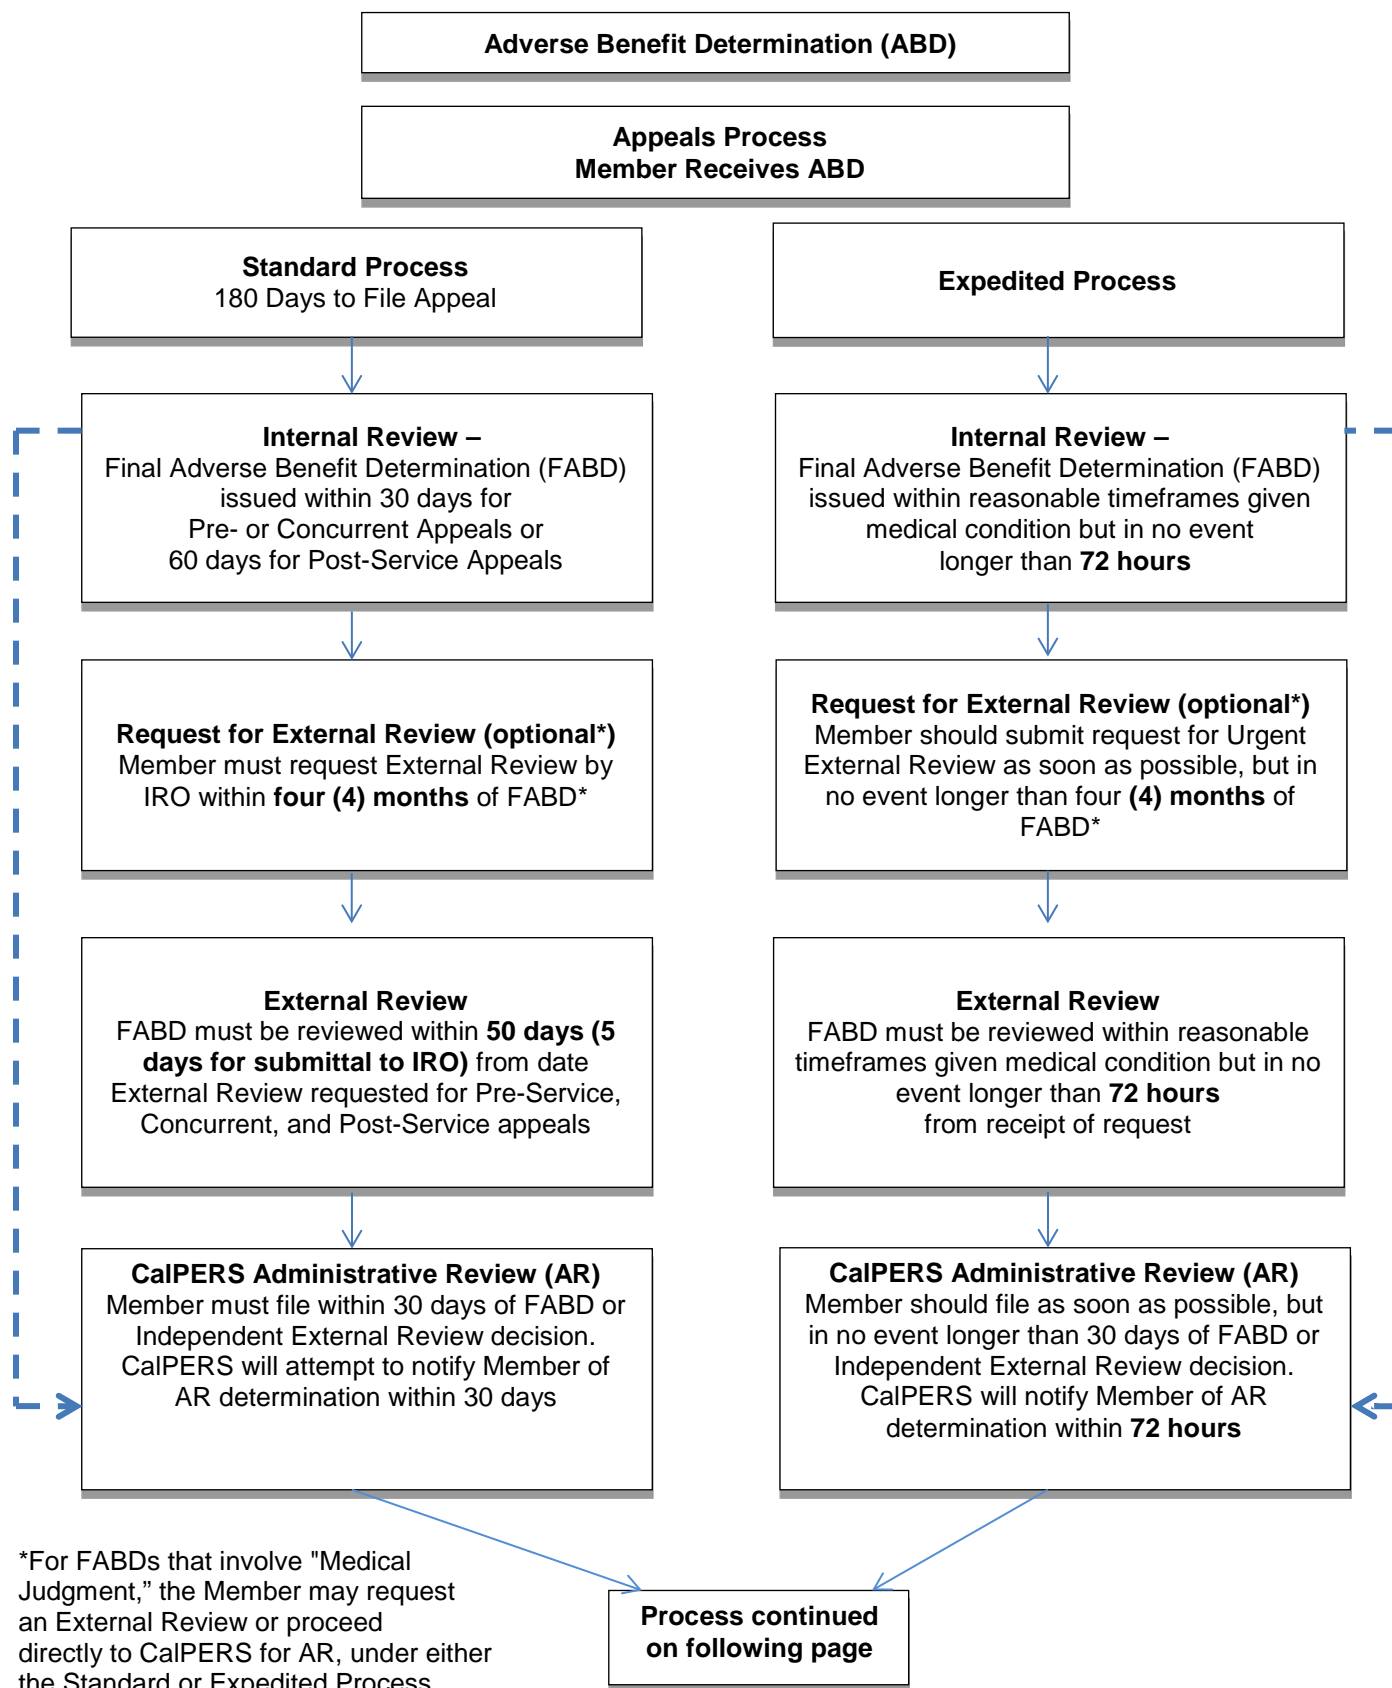 Adverse Benefit Determination (ABD)
Appeals Process
Member Receives ABD
Standard Process
180 Days to File Appeal
Expedited Process
Internal Review –
Final Adverse Benefit Determination (FABD)
issued within 30 days for
Pre- or Concurrent Appeals or
60 days for Post-Service Appeals
Internal Review –
Final Adverse Benefit Determination (FABD)
issued within reasonable timeframes given
medical condition but in no event
longer than 72 hours
Request for External Review (optional*)
Member must request External Review by
IRO within four (4) months of FABD*
Request for External Review (optional*)
Member should submit request for Urgent
External Review as soon as possible, but in
no event longer than four (4) months of
FABD*
External Review
FABD must be reviewed within 50 days (5
days for submittal to IRO) from date
External Review requested for Pre-Service,
Concurrent, and Post-Service appeals
External Review
FABD must be reviewed within reasonable
timeframes given medical condition but in no
event longer than 72 hours
from receipt of request
CalPERS Administrative Review (AR)
Member must file within 30 days of FABD or
Independent External Review decision.
CalPERS will attempt to notify Member of
AR determination within 30 days
CalPERS Administrative Review (AR)
Member should file as soon as possible, but
in no event longer than 30 days of FABD or
Independent External Review decision.
CalPERS will notify Member of AR
determination within 72 hours
*For FABDs that involve "Medical
Judgment,” the Member may request
an External Review or proceed
directly to CalPERS for AR, under either
the Standard or Expedited Process
Process continued
on following page